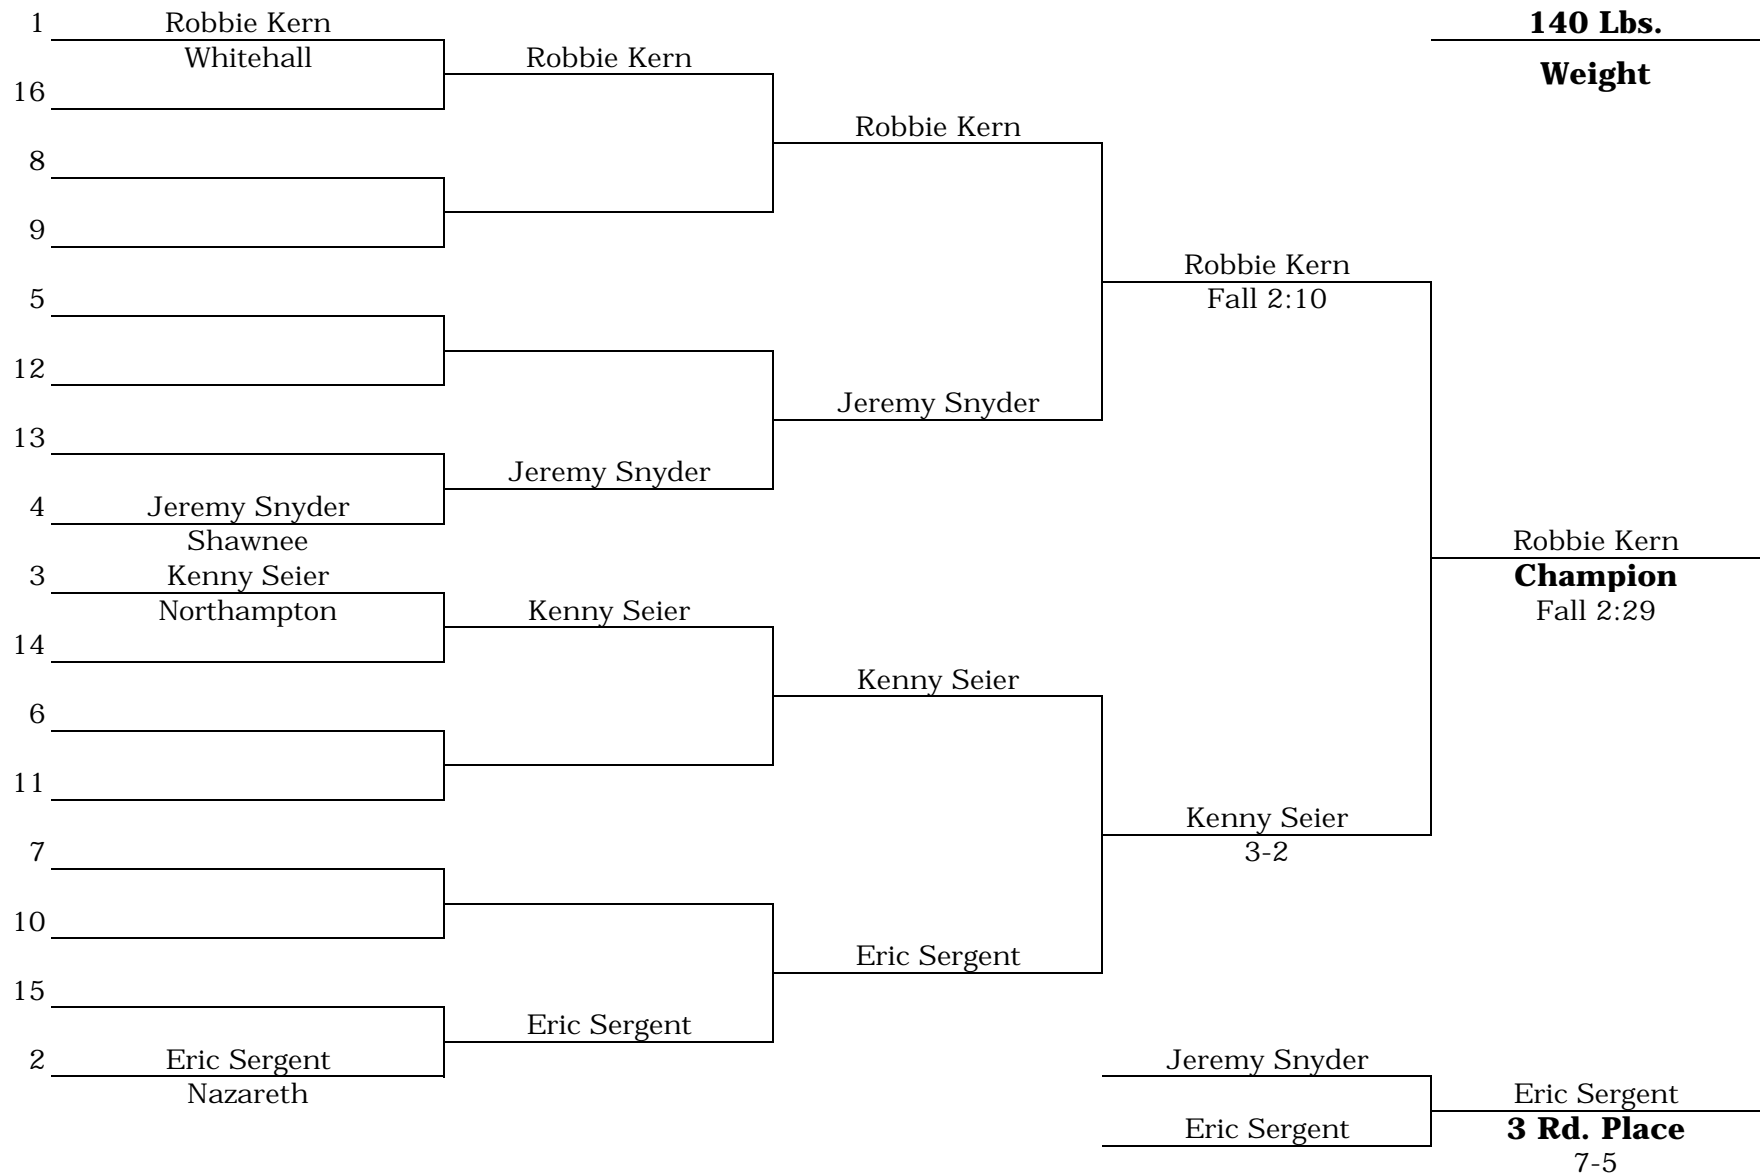 1 Robbie Kern
Whitehall
16
8
9
5
12
13
4 Jeremy Snyder
Shawnee
3 Kenny Seier
Northampton
14
6
11
7
10
15
2 Eric Sergent
Nazareth
Robbie Kern
Jeremy Snyder
Kenny Seier
Eric Sergent
Robbie Kern
Jeremy Snyder
Kenny Seier
Eric Sergent
Robbie Kern
Fall 2:10
Kenny Seier
3-2
Jeremy Snyder
Eric Sergent
140 Lbs.
Weight
Robbie Kern
Champion
Fall 2:29
Eric Sergent
3 Rd. Place
7-5